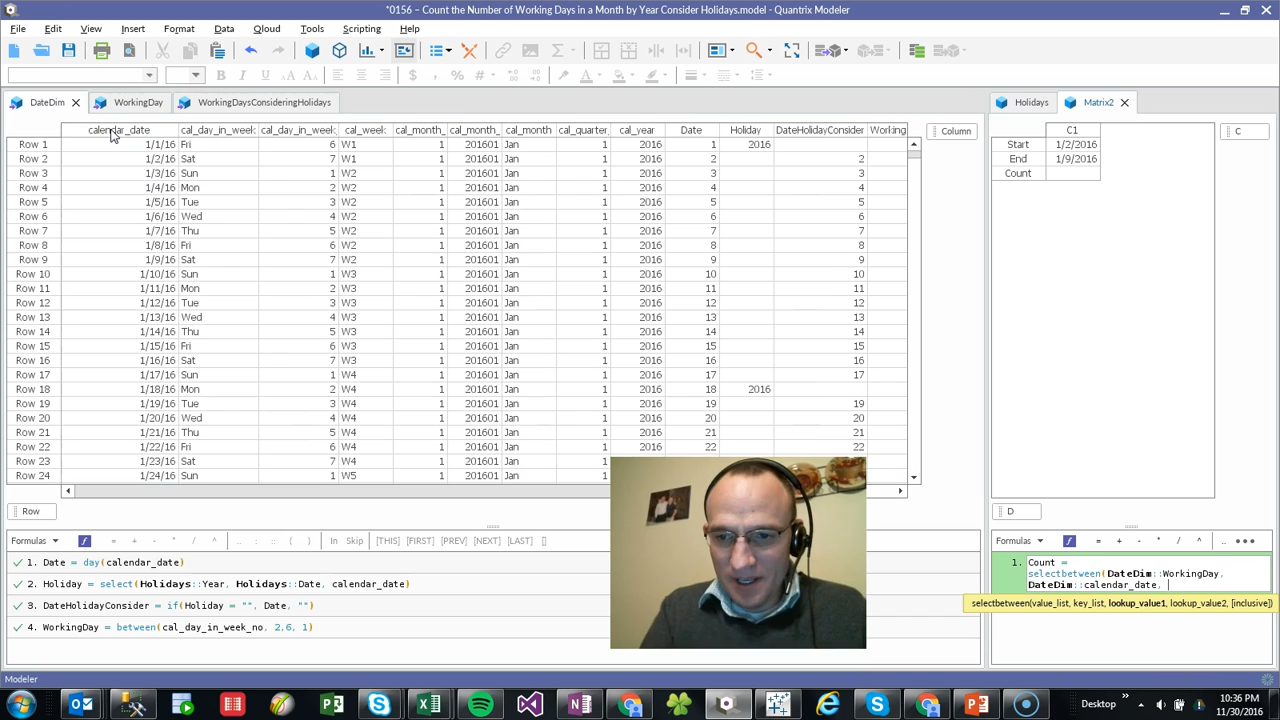 *0156 – Count the Number of Working Days in a Month by Year Consider Holidays.model - Quantrix Modeler
File Edit View Insert Format Data Qloud Tools Scripting Help
DateDim WorkingDay WorkingDaysConsideringHolidays Holidays Matrix2
calendar_date cal_day_in_week cal_day_in_week_ cal_week cal_month_ cal_month_ cal_month cal_quarter_ cal_year Date Holiday DateHolidayConsider Working Column C1 C
Row 1 1/1/16 Fri 6 W1 1 201601 Jan 1 2016 1 2016 Start 1/2/2016
Row 2 1/2/16 Sat 7 W1 1 201601 Jan 1 2016 2 2 End 1/9/2016
Row 3 1/3/16 Sun 1 W2 1 201601 Jan 1 2016 3 3 Count
Row 4 1/4/16 Mon 2 W2 1 201601 Jan 1 2016 4 4
Row 5 1/5/16 Tue 3 W2 1 201601 Jan 1 2016 5 5
Row 6 1/6/16 Wed 4 W2 1 201601 Jan 1 2016 6 6
Row 7 1/7/16 Thu 5 W2 1 201601 Jan 1 2016 7 7
Row 8 1/8/16 Fri 6 W2 1 201601 Jan 1 2016 8 8
Row 9 1/9/16 Sat 7 W2 1 201601 Jan 1 2016 9 9
Row 10 1/10/16 Sun 1 W3 1 201601 Jan 1 2016 10 10
Row 11 1/11/16 Mon 2 W3 1 201601 Jan 1 2016 11 11
Row 12 1/12/16 Tue 3 W3 1 201601 Jan 1 2016 12 12
Row 13 1/13/16 Wed 4 W3 1 201601 Jan 1 2016 13 13
Row 14 1/14/16 Thu 5 W3 1 201601 Jan 1 2016 14 14
Row 15 1/15/16 Fri 6 W3 1 201601 Jan 1 2016 15 15
Row 16 1/16/16 Sat 7 W3 1 201601 Jan 1 2016 16 16
Row 17 1/17/16 Sun 1 W4 1 201601 Jan 1 2016 17 17
Row 18 1/18/16 Mon 2 W4 1 201601 Jan 1 2016 18 2016
Row 19 1/19/16 Tue 3 W4 1 201601 Jan 1 2016 19 19
Row 20 1/20/16 Wed 4 W4 1 201601 Jan 1 2016 20 20
Row 21 1/21/16 Thu 5 W4 1 201601 Jan 1 2016 21 21
Row 22 1/22/16 Fri 6 W4 1 201601 Jan 1 2016 22 22
Row 23 1/23/16 Sat 7 W4 1 201601 Jan 1
Row 24 1/24/16 Sun 1 W5 1 201601 Jan 1
Row D
Formulas f = + - * / ^ .. : ( ) In Skip [THIS] [FIRST] [PREV] [NEXT] [LAST] []
Formulas f = + - * / ^ ..
1. Date = day(calendar_date)
2. Holiday = select(Holidays::Year, Holidays::Date, calendar_date)
3. DateHolidayConsider = if(Holiday = "", Date, "")
4. WorkingDay = between(cal_day_in_week_no, 2,6, 1)
1. Count =
selectbetween(DateDim::WorkingDay,
DateDim::calendar_date,
selectbetween(value_list, key_list, lookup_value1, lookup_value2, [inclusive])
Modeler
Desktop
10:36 PM
11/30/2016